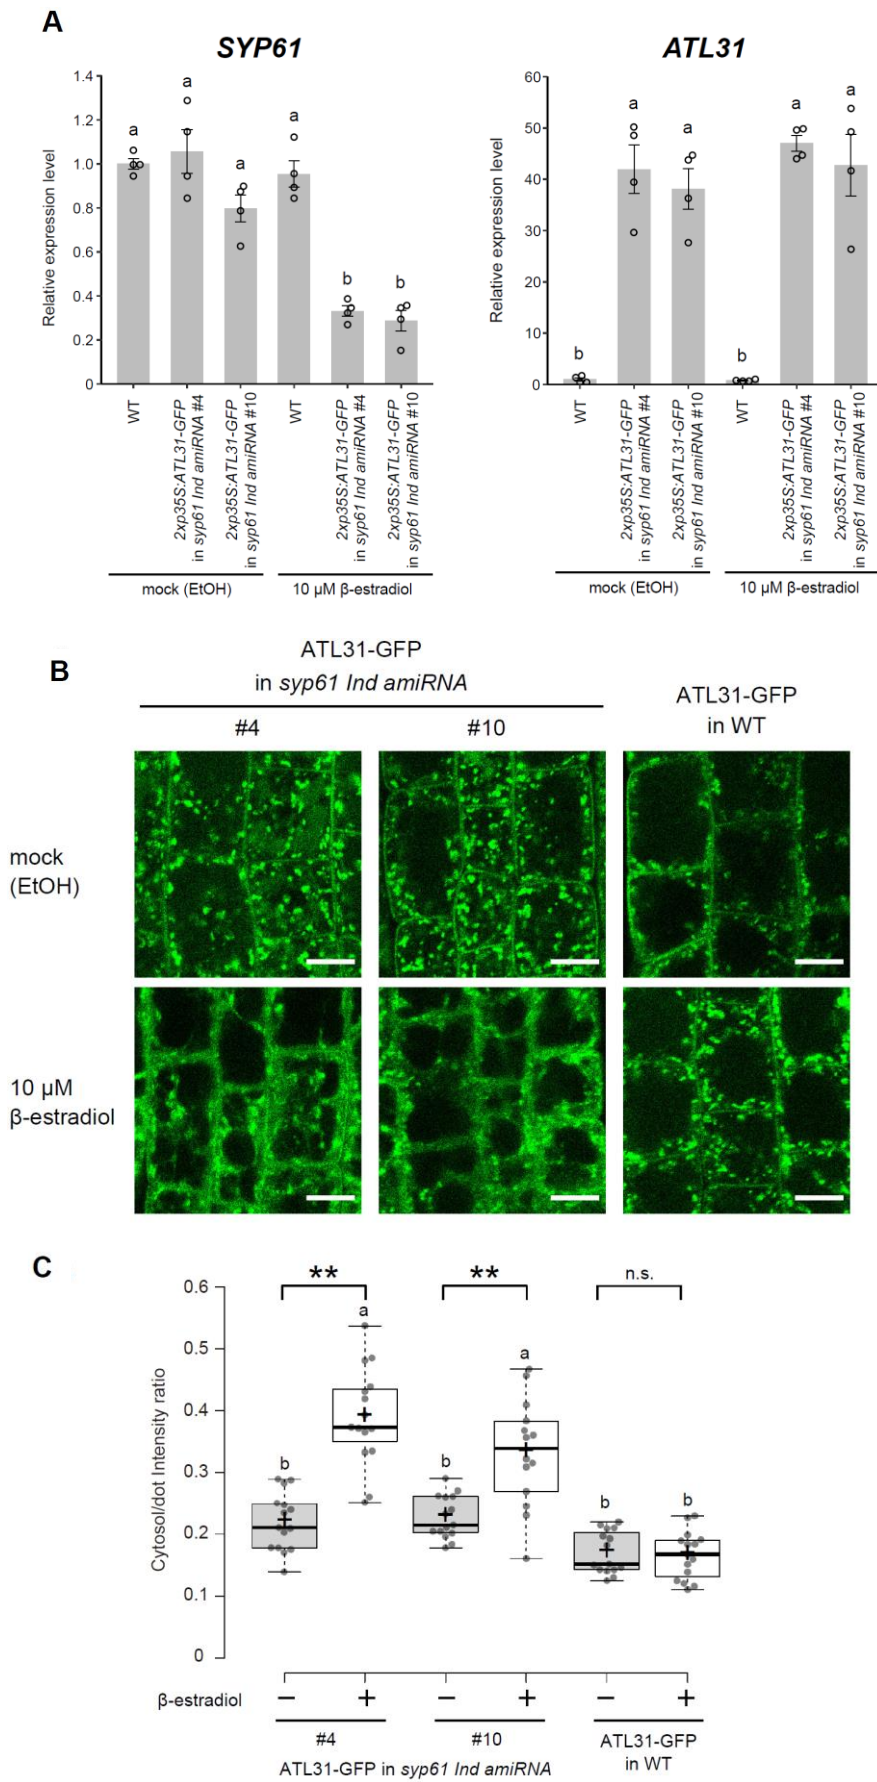 A
SYP61
ATL31
Relative expression level
1.4
1.2
1.0
0.8
0.6
0.4
0.2
0
a
a
a
a
b
b
WT
2xp35S:ATL31-GFP
in syp61 Ind amiRNA #4
2xp35S:ATL31-GFP
in syp61 Ind amiRNA #10
WT
2xp35S:ATL31-GFP
in syp61 Ind amiRNA #4
2xp35S:ATL31-GFP
in syp61 Ind amiRNA #10
mock (EtOH)
10 µM β-estradiol
Relative expression level
60
50
40
30
20
10
0
b
a
a
b
a
a
WT
2xp35S:ATL31-GFP
in syp61 Ind amiRNA #4
2xp35S:ATL31-GFP
in syp61 Ind amiRNA #10
WT
2xp35S:ATL31-GFP
in syp61 Ind amiRNA #4
2xp35S:ATL31-GFP
in syp61 Ind amiRNA #10
mock (EtOH)
10 µM β-estradiol
B
ATL31-GFP
in syp61 Ind amiRNA
#4
#10
ATL31-GFP
in WT
mock
(EtOH)
10 µM
β-estradiol
C
Cytosol/dot Intensity ratio
0.6
0.5
0.4
0.3
0.2
0.1
0
**
**
n.s.
b
a
b
a
b
b
β-estradiol
− + − + − +
#4
#10
ATL31-GFP in syp61 Ind amiRNA
ATL31-GFP
in WT